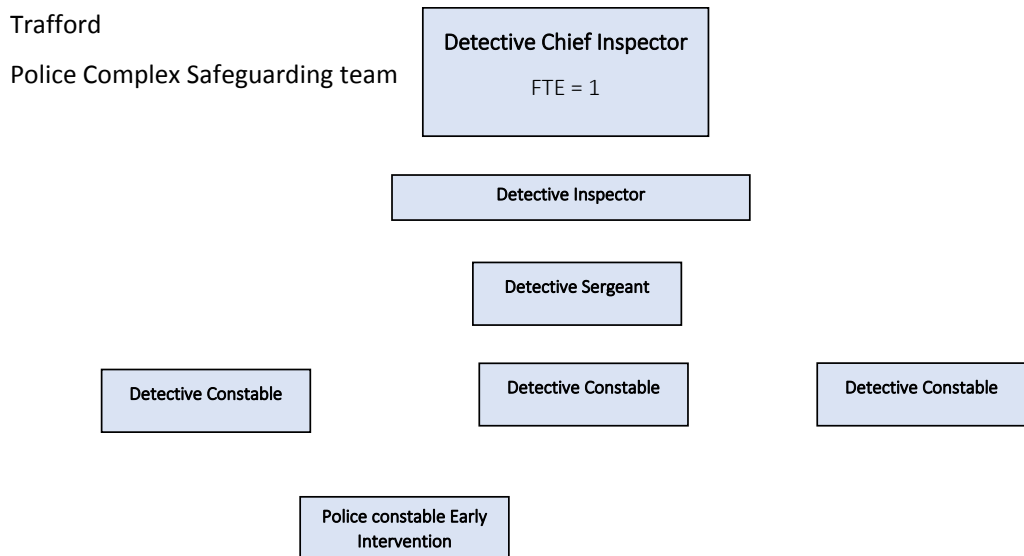 Trafford
Police Complex Safeguarding team
Detective Chief Inspector
FTE = 1
Detective Inspector
Detective Sergeant
Detective Constable
Detective Constable
Detective Constable
Police constable Early
Intervention